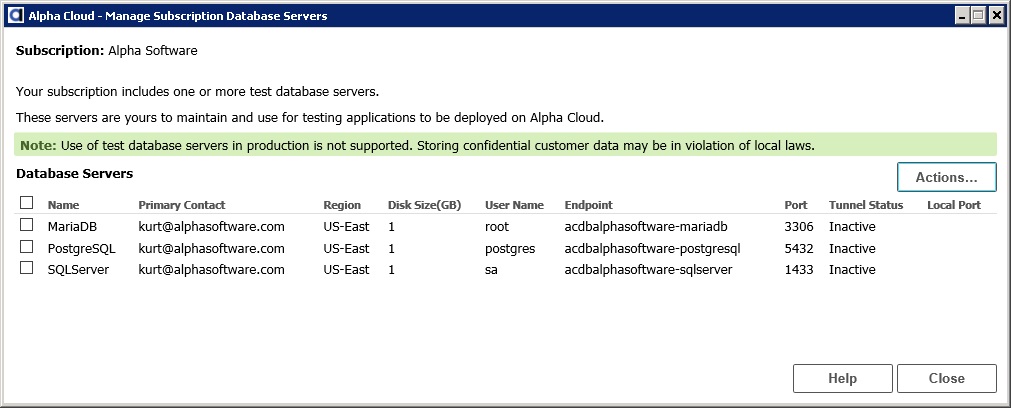 Alpha Cloud - Manage Subscription Database Servers
Subscription: Alpha Software
Your subscription includes one or more test database servers.
These servers are yours to maintain and use for testing applications to be deployed on Alpha Cloud.
Note: Use of test database servers in production is not supported. Storing confidential customer data may be in violation of local laws.
Database Servers
Actions...
Name Primary Contact Region Disk Size(GB) User Name Endpoint Port Tunnel Status Local Port
MariaDB kurt@alphasoftware.com US-East 1 root acdbalphasoftware-mariadb 3306 Inactive
PostgreSQL kurt@alphasoftware.com US-East 1 postgres acdbalphasoftware-postgresql 5432 Inactive
SQLServer kurt@alphasoftware.com US-East 1 sa acdbalphasoftware-sqlserver 1433 Inactive
Help Close